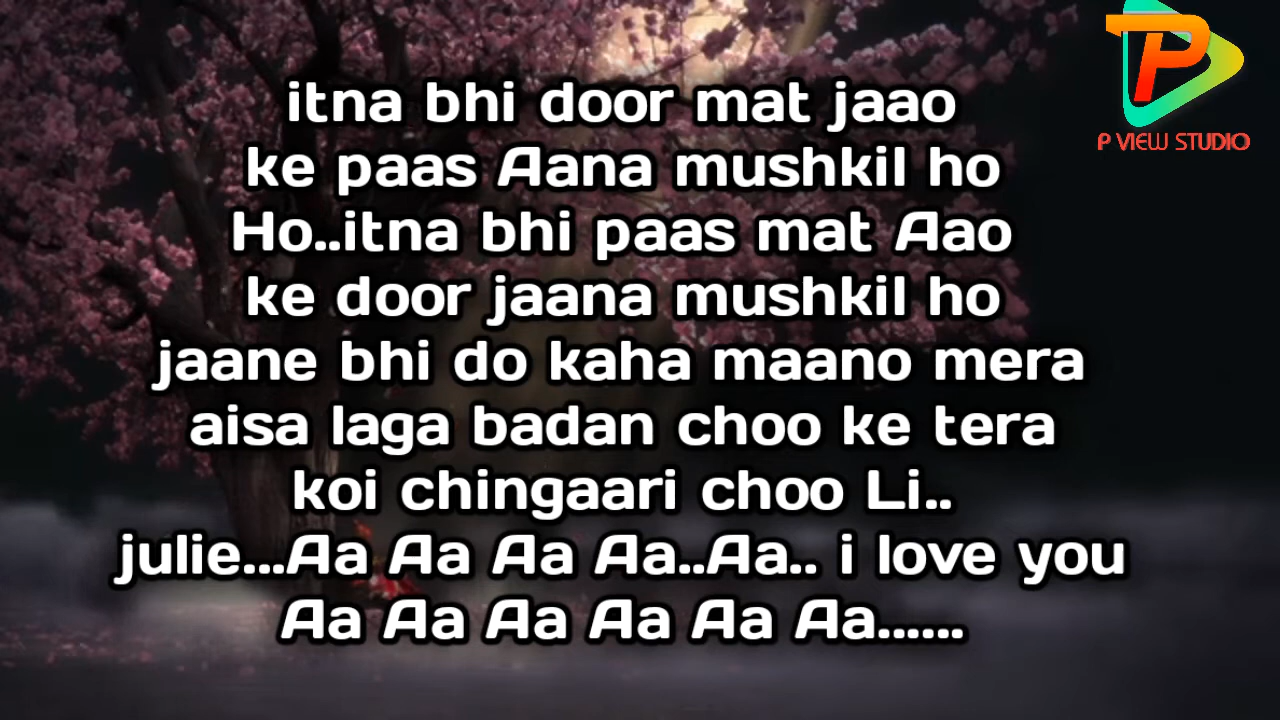 itna bhi door mat jaao
ke paas Aana mushkil ho
Ho..itna bhi paas mat Aao
ke door jaana mushkil ho
jaane bhi do kaha maano mera
aisa laga badan choo ke tera
koi chingaari choo Li..
julie...Aa Aa Aa Aa..Aa.. i love you
Aa Aa Aa Aa Aa Aa......
P VIEW STUDIO